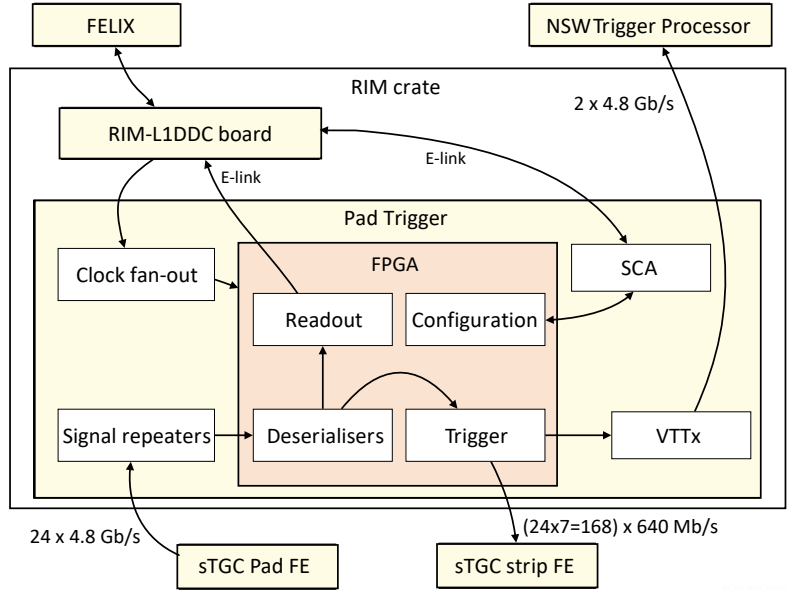 FELIX
NSW Trigger Processor
RIM crate
2 x 4.8 Gb/s
RIM-L1DDC board
E-link
E-link
Pad Trigger
Clock fan-out
FPGA
SCA
Readout
Configuration
Signal repeaters
Deserialisers
Trigger
VTTx
24 x 4.8 Gb/s
(24x7=168) x 640 Mb/s
sTGC Pad FE
sTGC strip FE